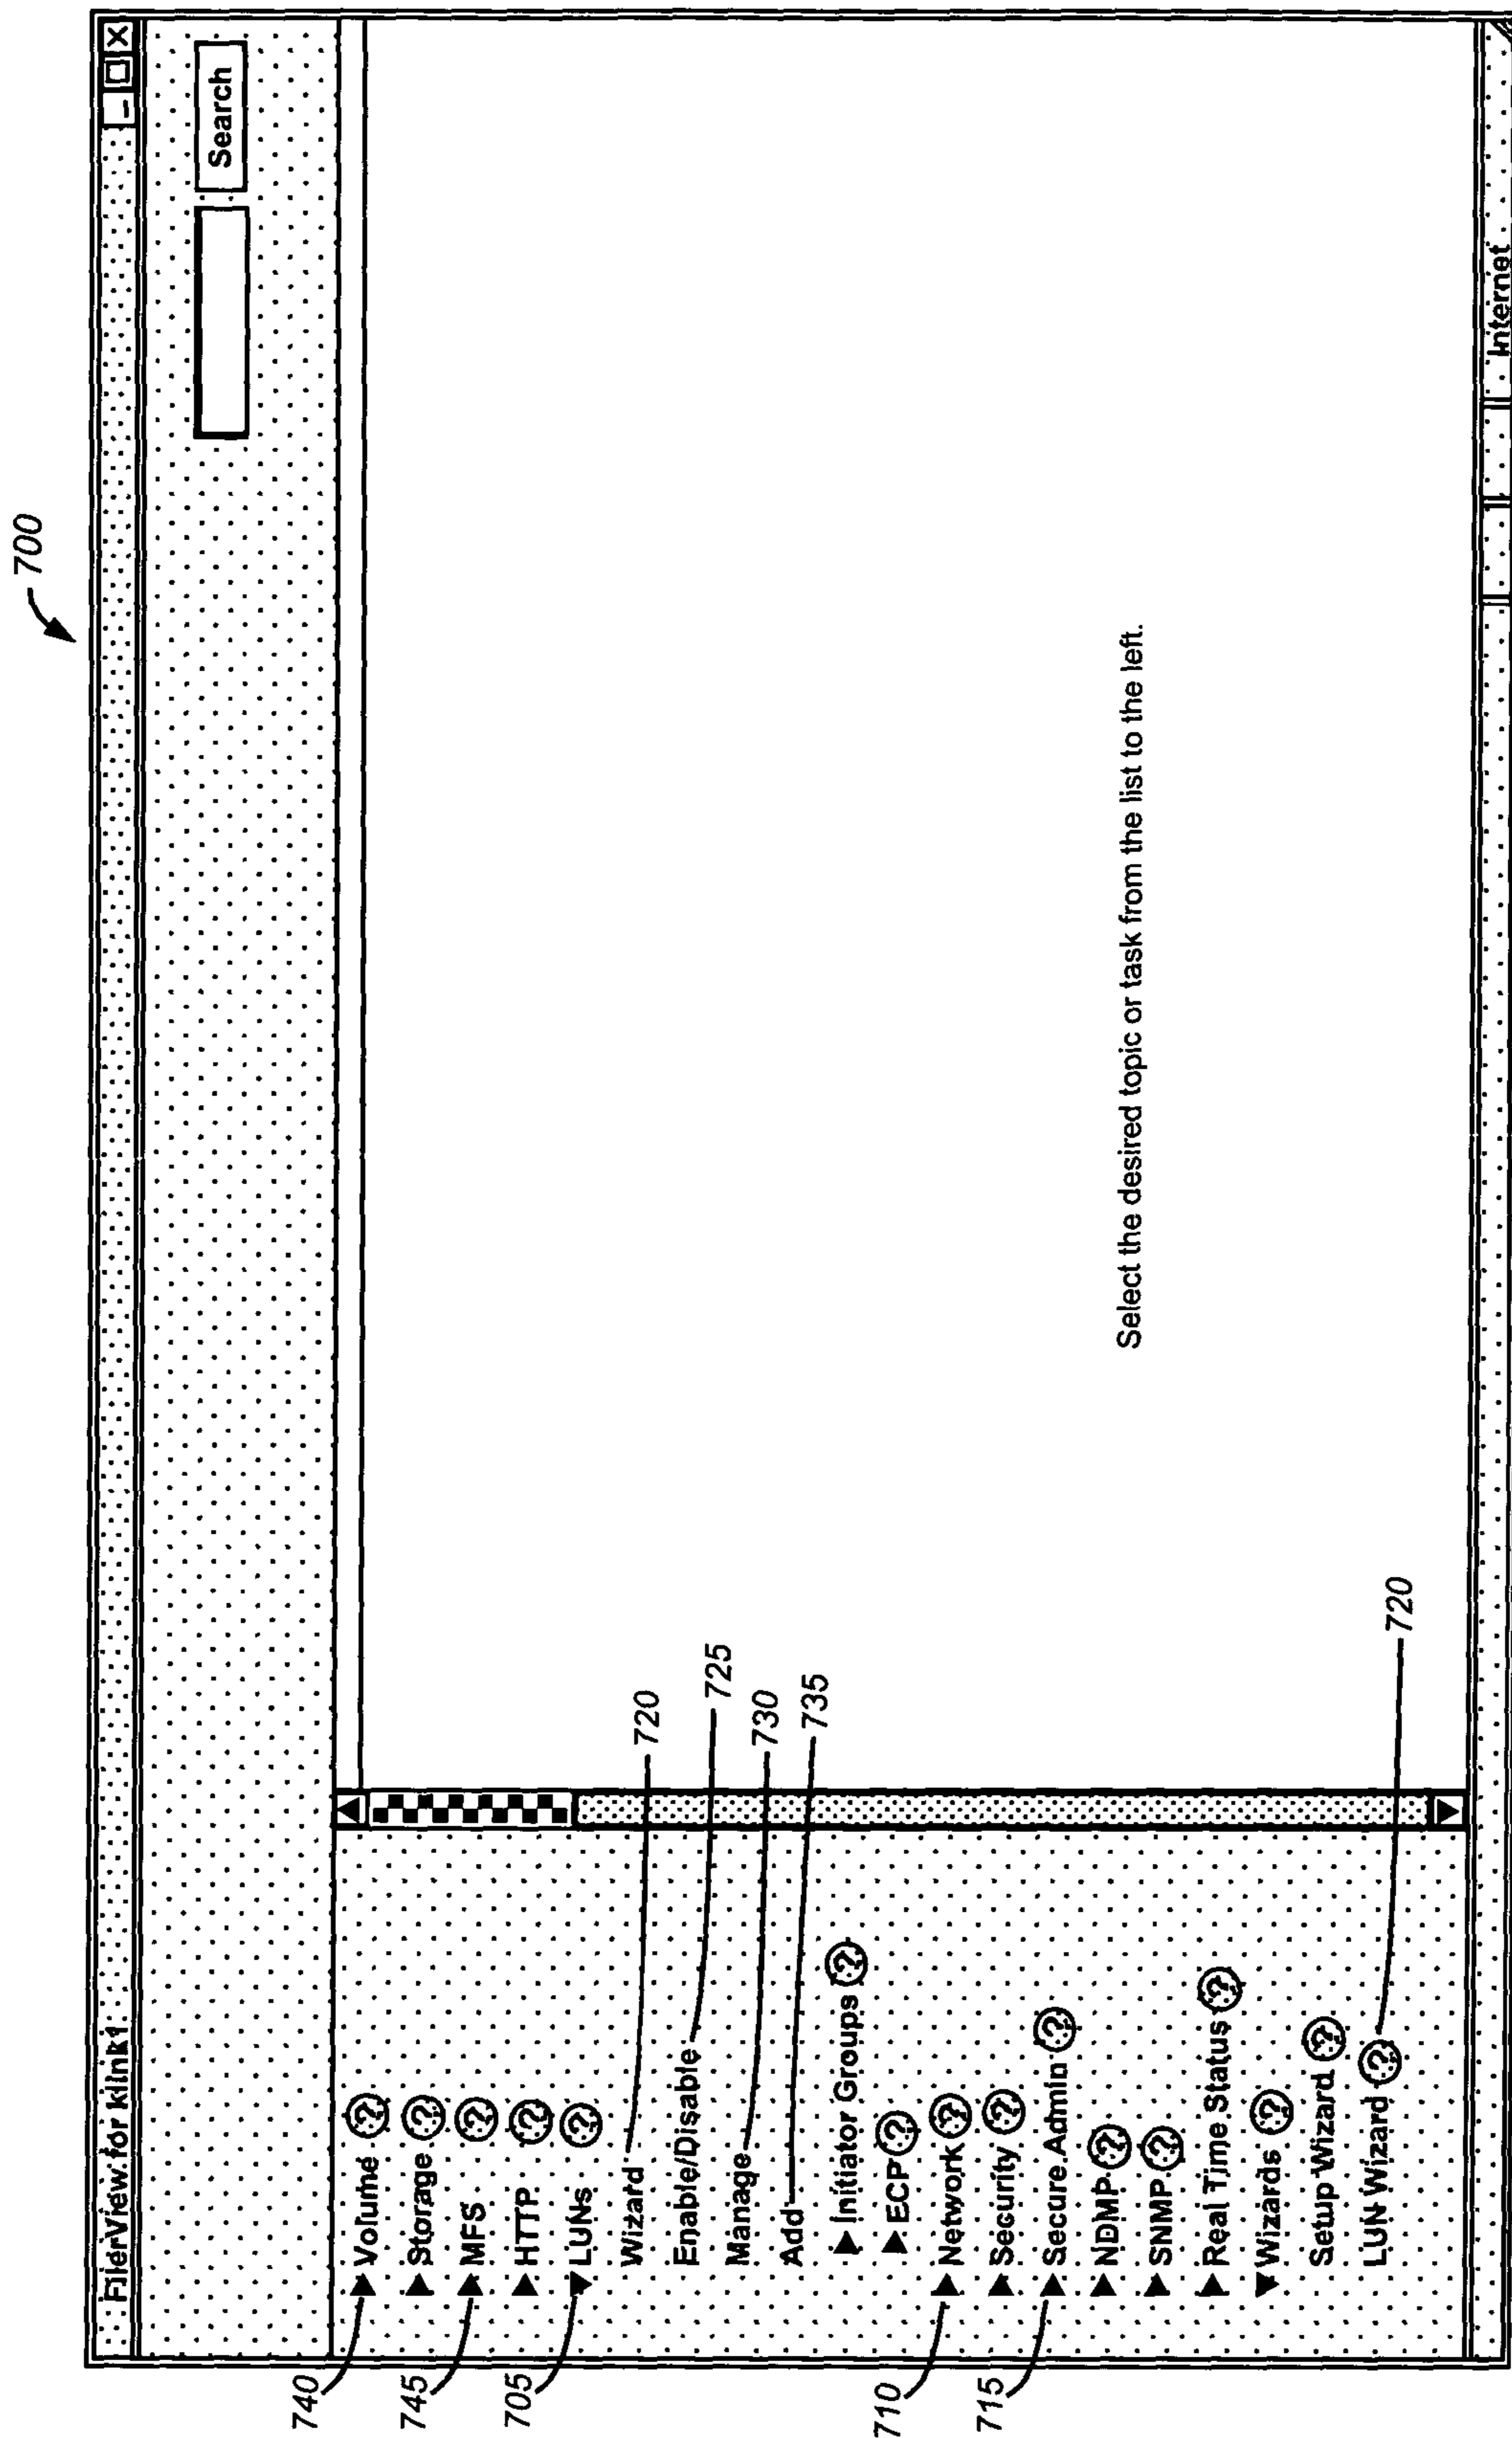 700
FilerView for klink1
Search
740
Volume ?
Storage ?
745
MFS ?
HTTP ?
705
LUNs ?
Wizard 720
Enable/Disable 725
Manage 730
Add 735
Initiator Groups ?
ECP ?
710
Network ?
Security ?
715
Secure Admin ?
NDMP ?
SNMP ?
Real Time Status ?
Wizards ?
Setup Wizard ?
LUN Wizard ? 720
Select the desired topic or task from the list to the left.
Internet